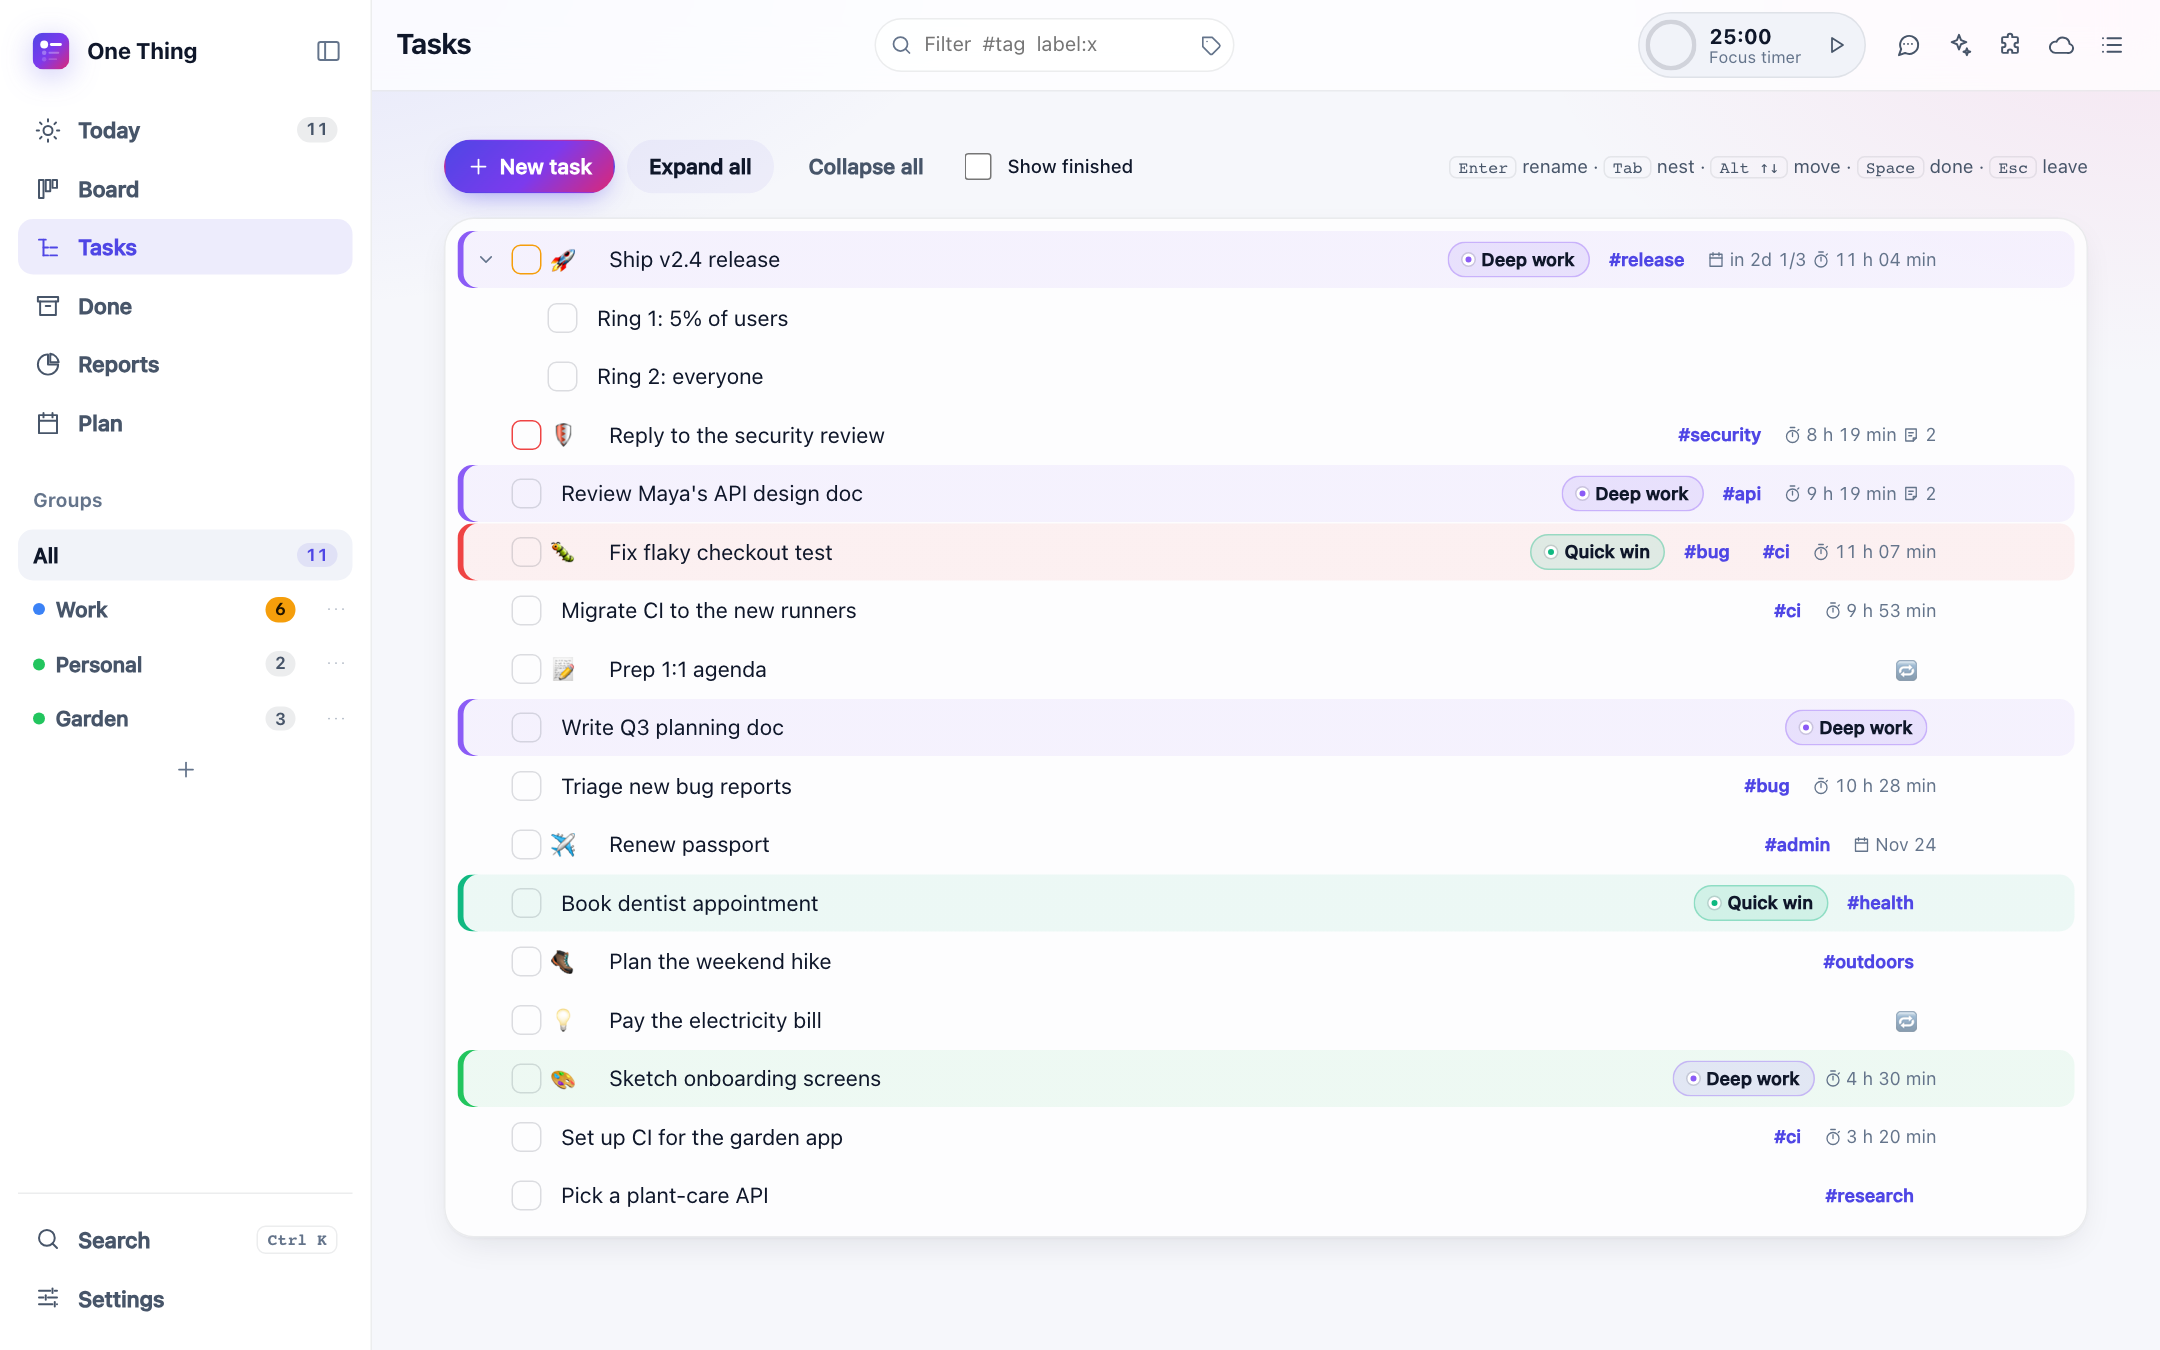 One Thing
Today 11
Board
Tasks
Done
Reports
Plan
Groups
All 11
Work 6
Personal 2
Garden 3
Search Ctrl K
Settings
Tasks
Filter #tag label:x
25:00
Focus timer
New task Expand all Collapse all Show finished
Enter rename · Tab nest · Alt ↑↓ move · Space done · Esc leave
Ship v2.4 release Deep work #release in 2d 1/3 11 h 04 min
Ring 1: 5% of users
Ring 2: everyone
Reply to the security review #security 8 h 19 min 2
Review Maya's API design doc Deep work #api 9 h 19 min 2
Fix flaky checkout test Quick win #bug #ci 11 h 07 min
Migrate CI to the new runners #ci 9 h 53 min
Prep 1:1 agenda
Write Q3 planning doc Deep work
Triage new bug reports #bug 10 h 28 min
Renew passport #admin Nov 24
Book dentist appointment Quick win #health
Plan the weekend hike #outdoors
Pay the electricity bill
Sketch onboarding screens Deep work 4 h 30 min
Set up CI for the garden app #ci 3 h 20 min
Pick a plant-care API #research